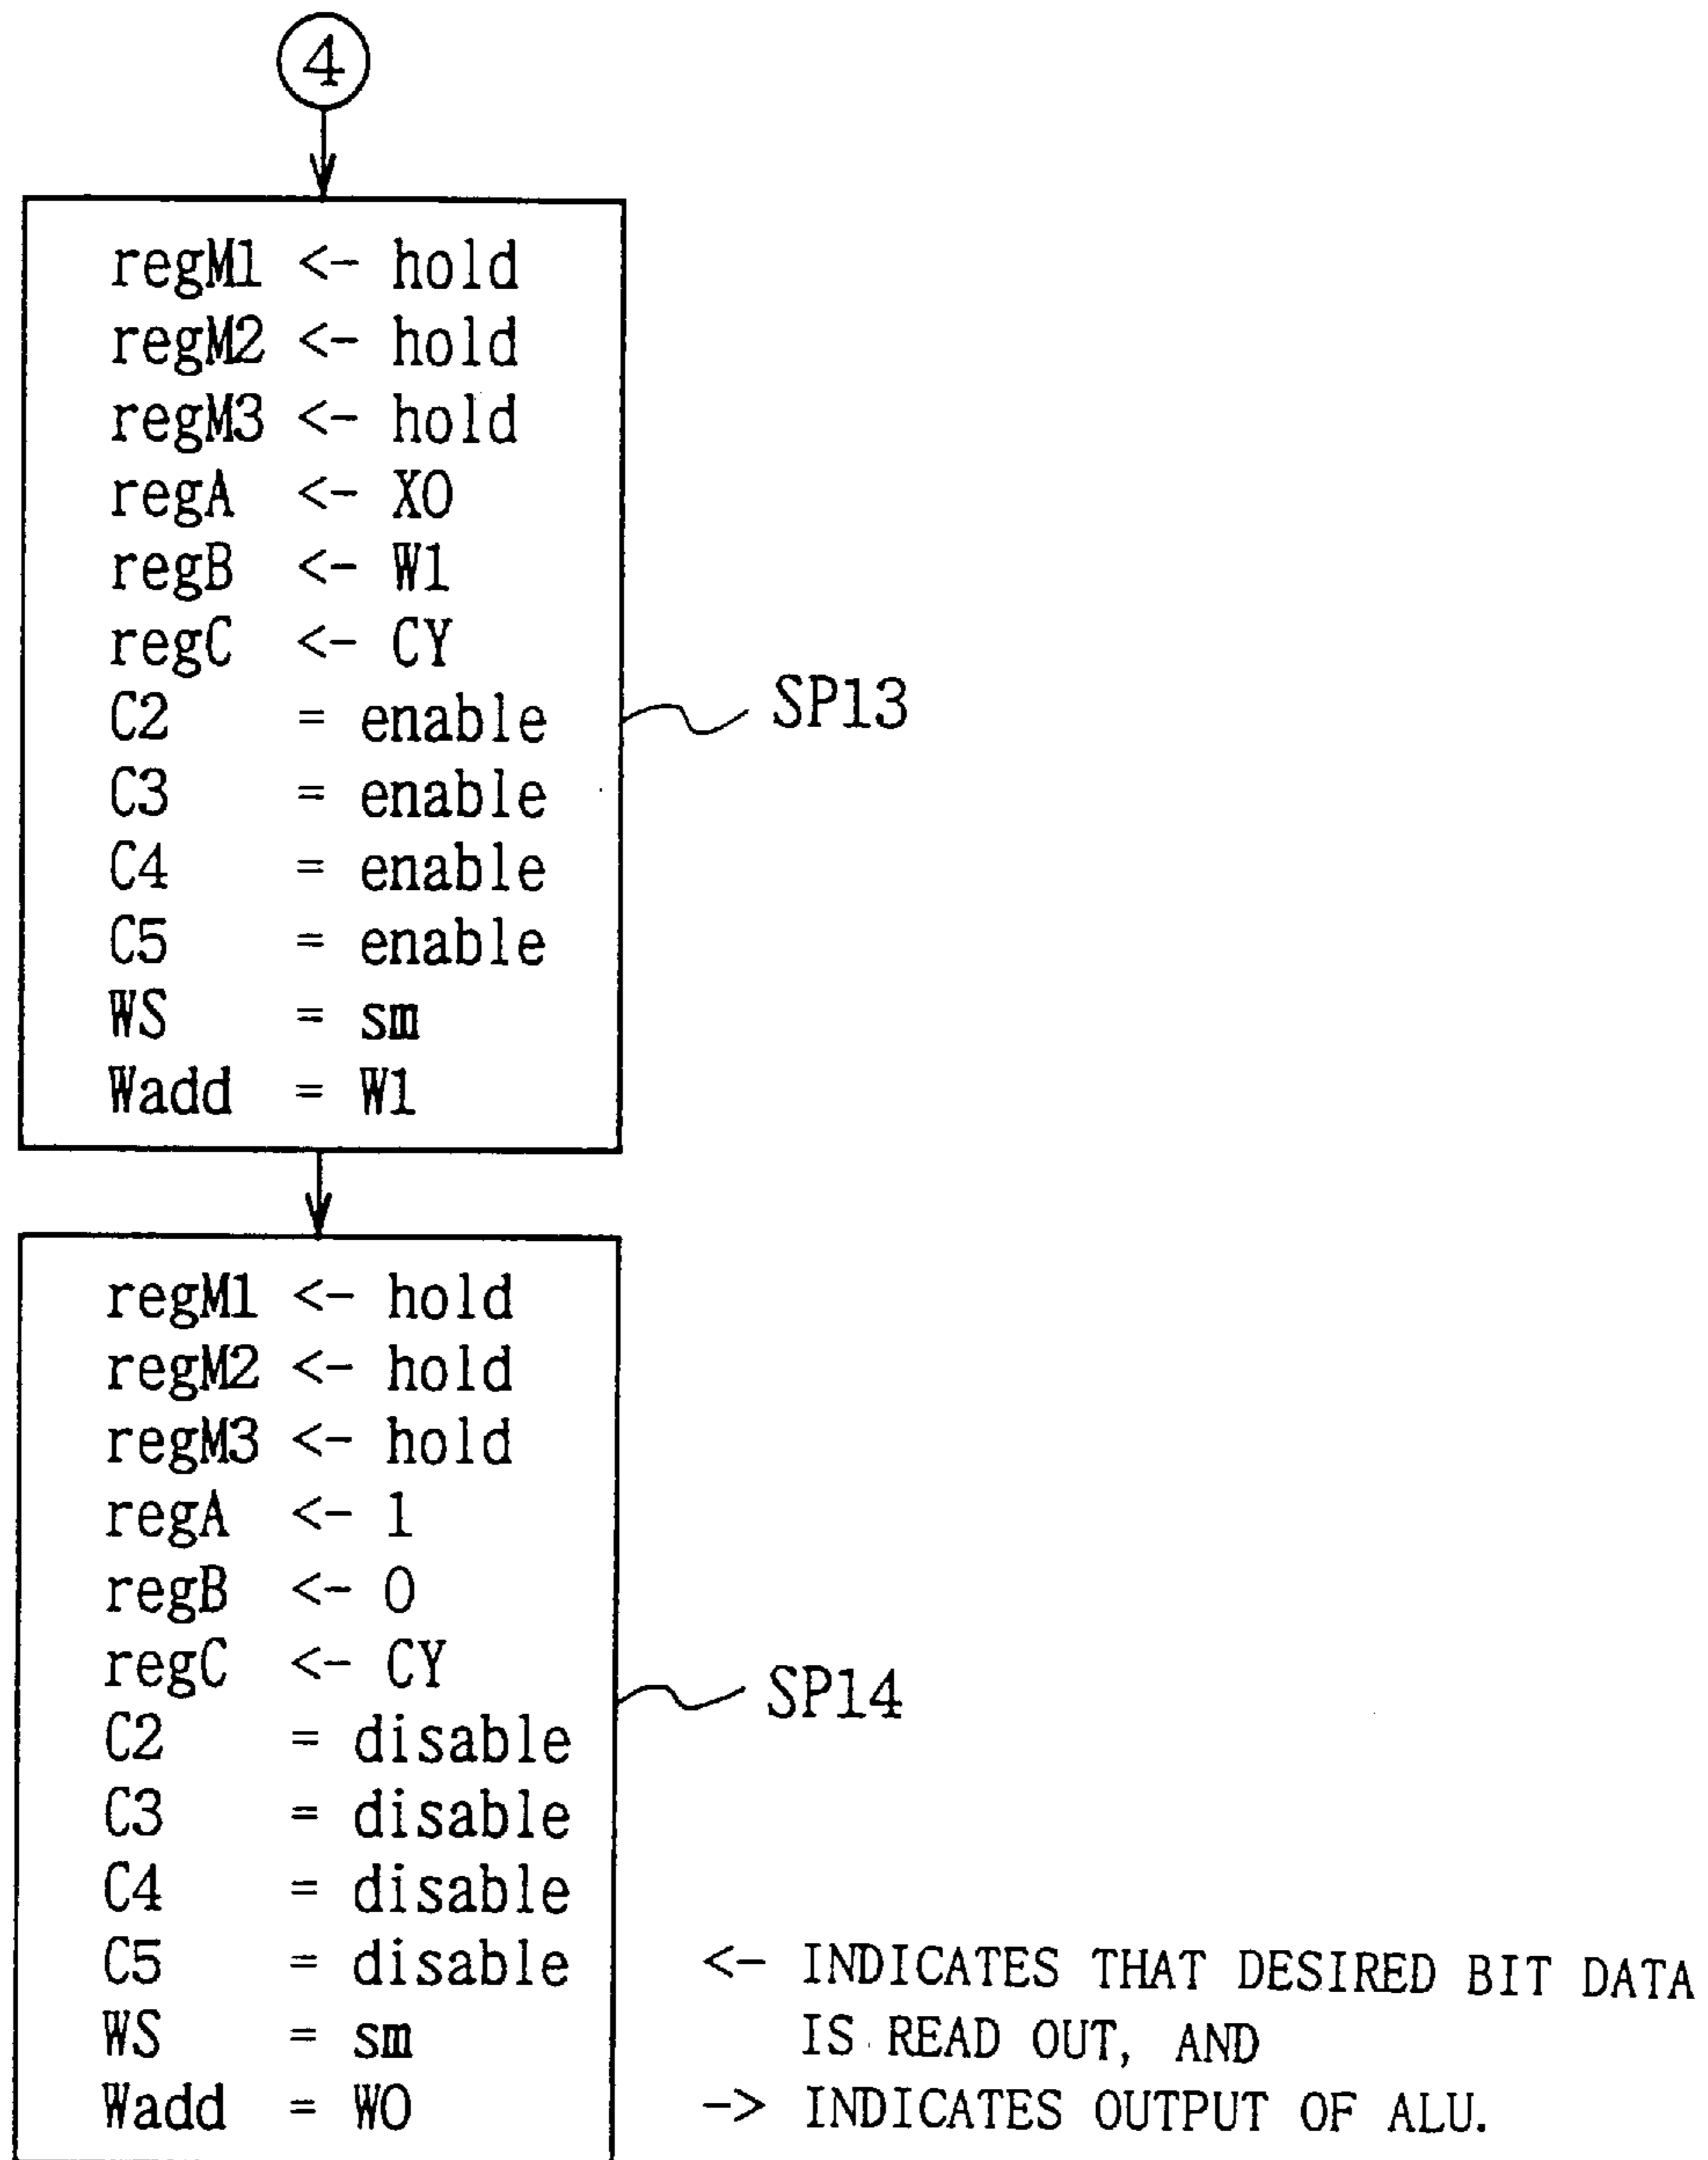 4
regM1 <- hold
regM2 <- hold
regM3 <- hold
regA <- X0
regB <- W1
regC <- CY
C2 = enable
C3 = enable
C4 = enable
C5 = enable
WS = sm
Wadd = W1
SP13
regM1 <- hold
regM2 <- hold
regM3 <- hold
regA <- 1
regB <- 0
regC <- CY
C2 = disable
C3 = disable
C4 = disable
C5 = disable
WS = sm
Wadd = W0
SP14
<- INDICATES THAT DESIRED BIT DATA
IS READ OUT, AND
-> INDICATES OUTPUT OF ALU.